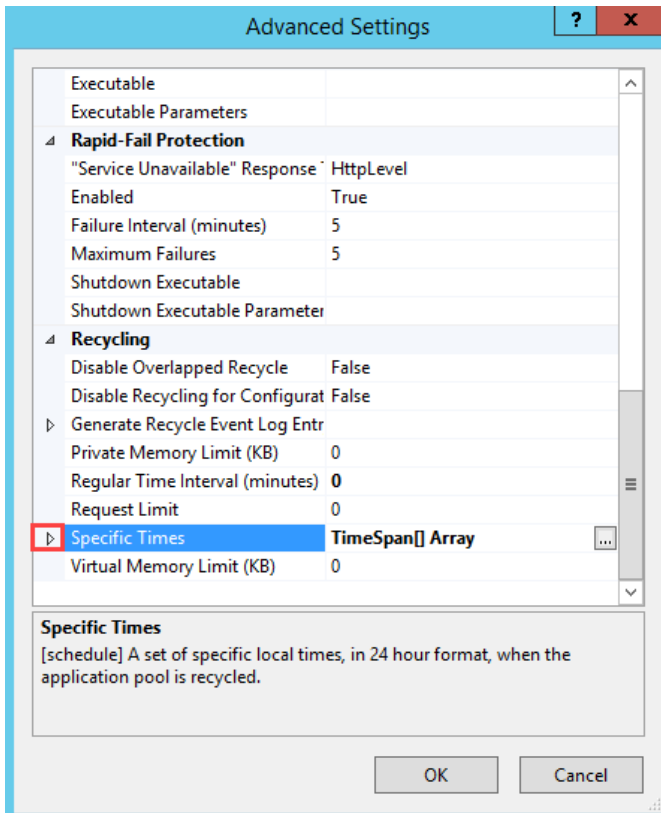 Advanced Settings
? x
Executable
Executable Parameters
Rapid-Fail Protection
"Service Unavailable" Response HttpLevel
Enabled True
Failure Interval (minutes) 5
Maximum Failures 5
Shutdown Executable
Shutdown Executable Parameter
Recycling
Disable Overlapped Recycle False
Disable Recycling for Configurat False
Generate Recycle Event Log Entr
Private Memory Limit (KB) 0
Regular Time Interval (minutes) 0
Request Limit 0
Specific Times TimeSpan[] Array ...
Virtual Memory Limit (KB) 0
Specific Times
[schedule] A set of specific local times, in 24 hour format, when the
application pool is recycled.
OK Cancel